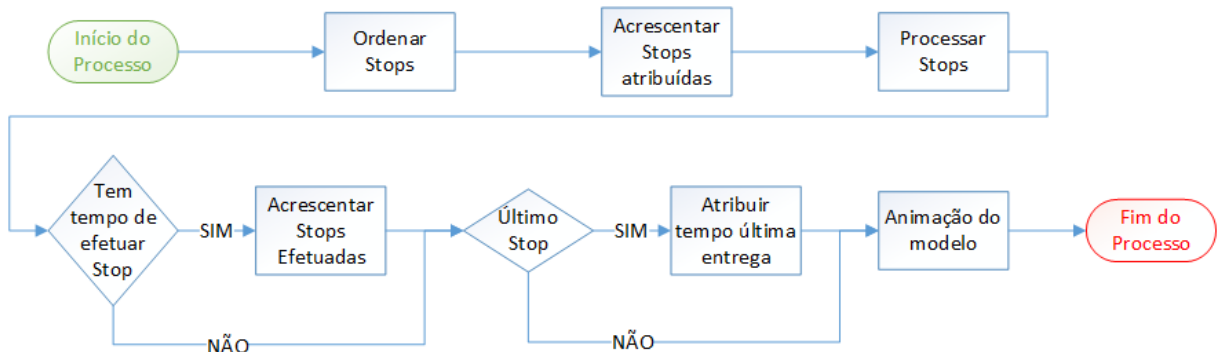 Início do
Processo
Ordenar
Stops
Acrescentar
Stops
atribuídas
Processar
Stops
Tem
tempo de
efetuar
Stop
SIM
Acrescentar
Stops
Efetuadas
Último
Stop
SIM
Atribuir
tempo última
entrega
Animação do
modelo
Fim do
Processo
NÃO
NÃO